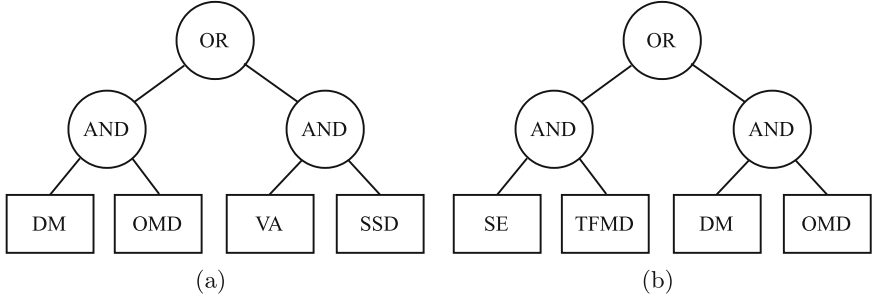 OR OR
AND AND AND AND
DM OMD VA SSD SE TFMD DM OMD
(a) (b)